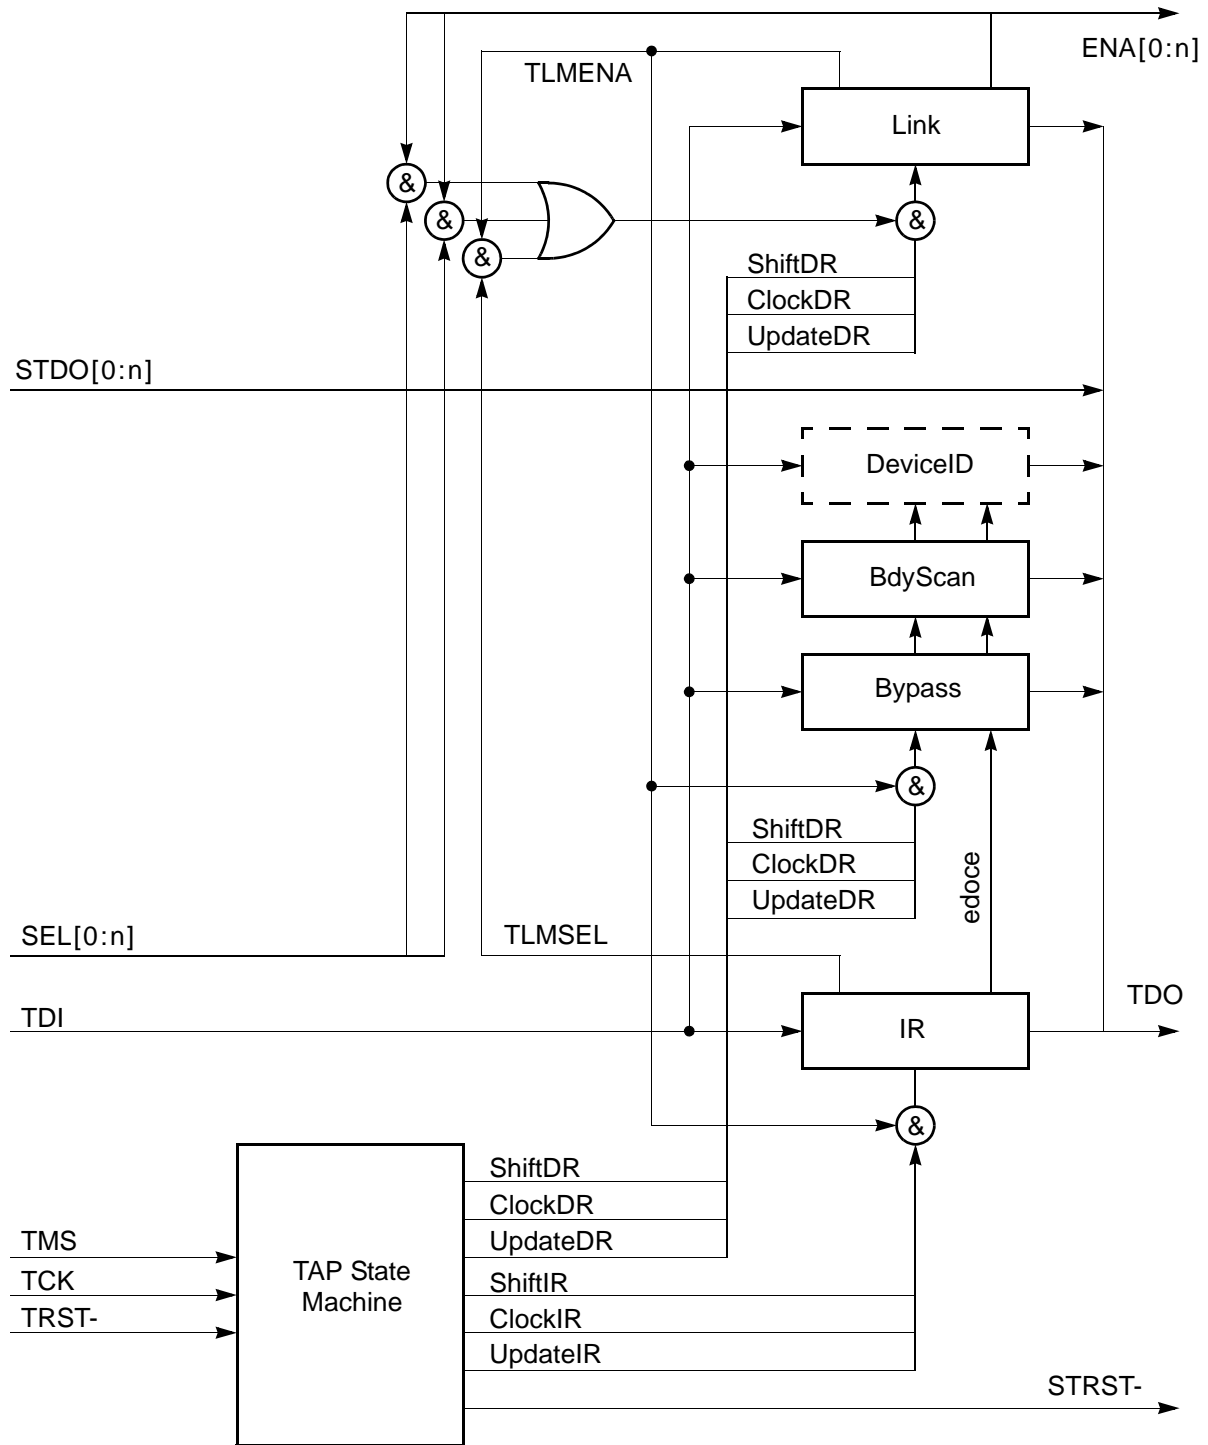 ENA[0:n]
TLMENA
Link
&
&
&
&
ShiftDR
ClockDR
UpdateDR
STDO[0:n]
DeviceID
BdyScan
Bypass
&
ShiftDR
ClockDR
UpdateDR
edoce
SEL[0:n]
TLMSEL
TDO
TDI
IR
&
ShiftDR
ClockDR
UpdateDR
TMS
TCK
TRST-
TAP State
Machine
ShiftIR
ClockIR
UpdateIR
STRST-